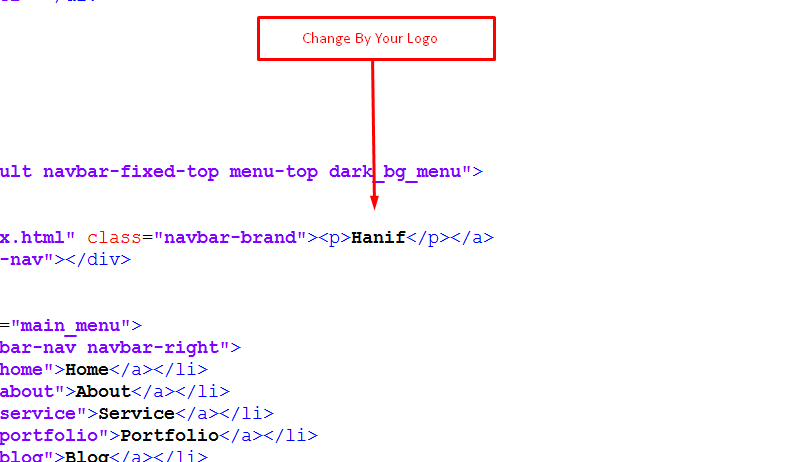 Change By Your Logo
ult navbar-fixed-top menu-top dark_bg_menu">
x.html" class="navbar-brand"><p>Hanif</p></a>
-nav"></div>
="main_menu">
bar-nav navbar-right">
home">Home</a></li>
about">About</a></li>
service">Service</a></li>
portfolio">Portfolio</a></li>
blog">Blog</a></li>